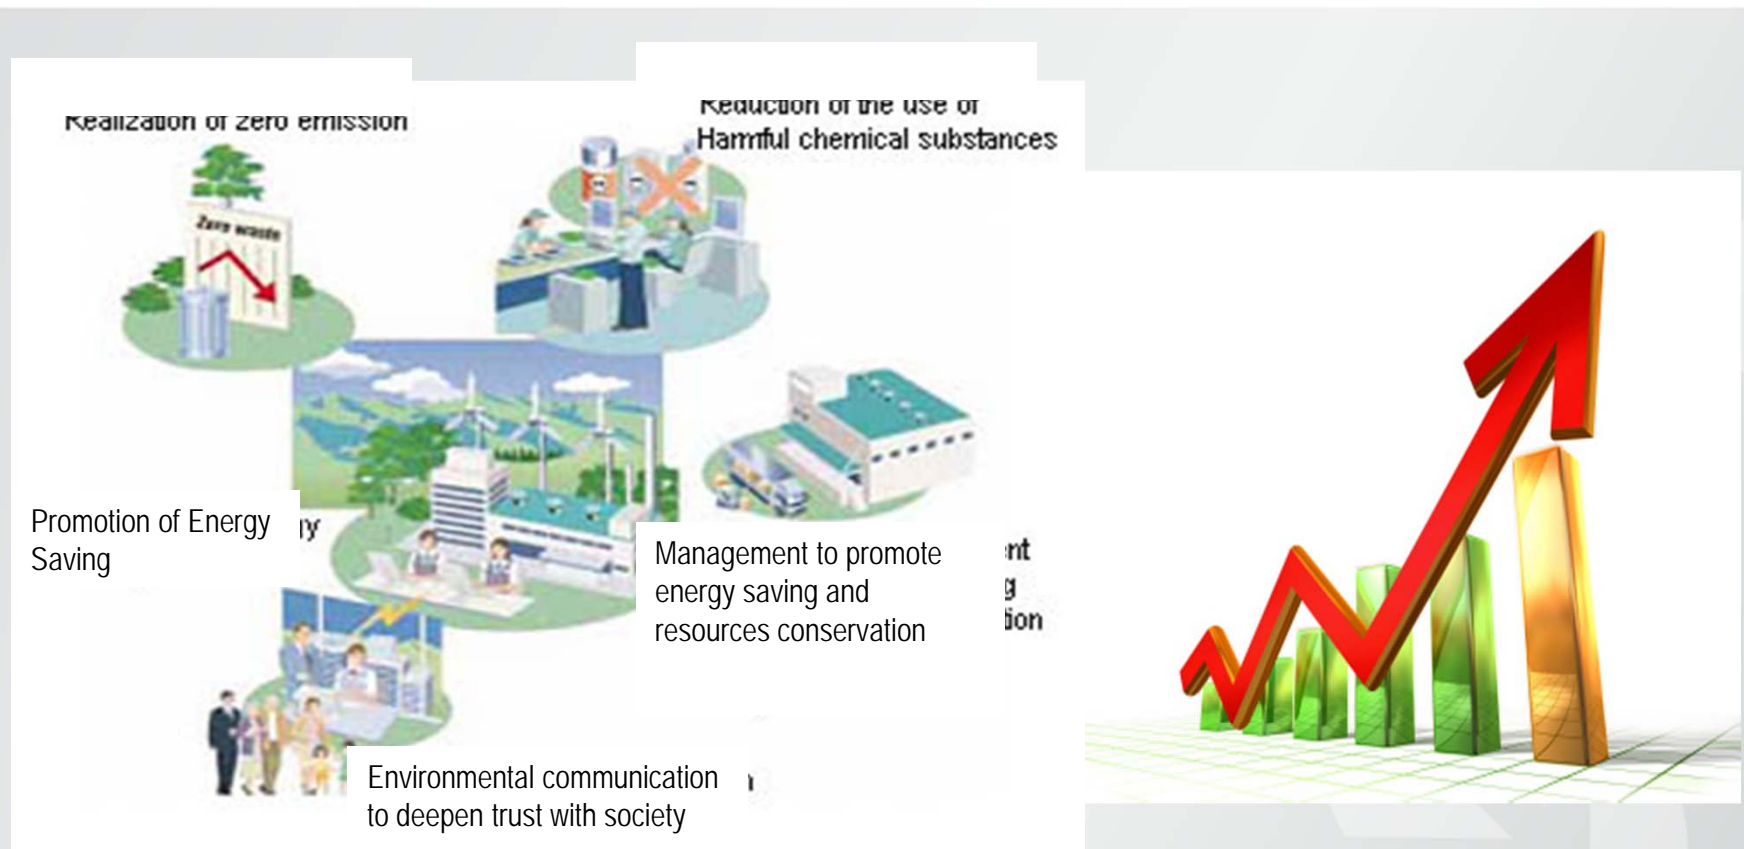 Realization of zero emission
Reduction of the use of
Harmful chemical substances
Zero waste
Promotion of Energy
Saving
Management to promote
energy saving and
resources conservation
Environmental communication
to deepen trust with society